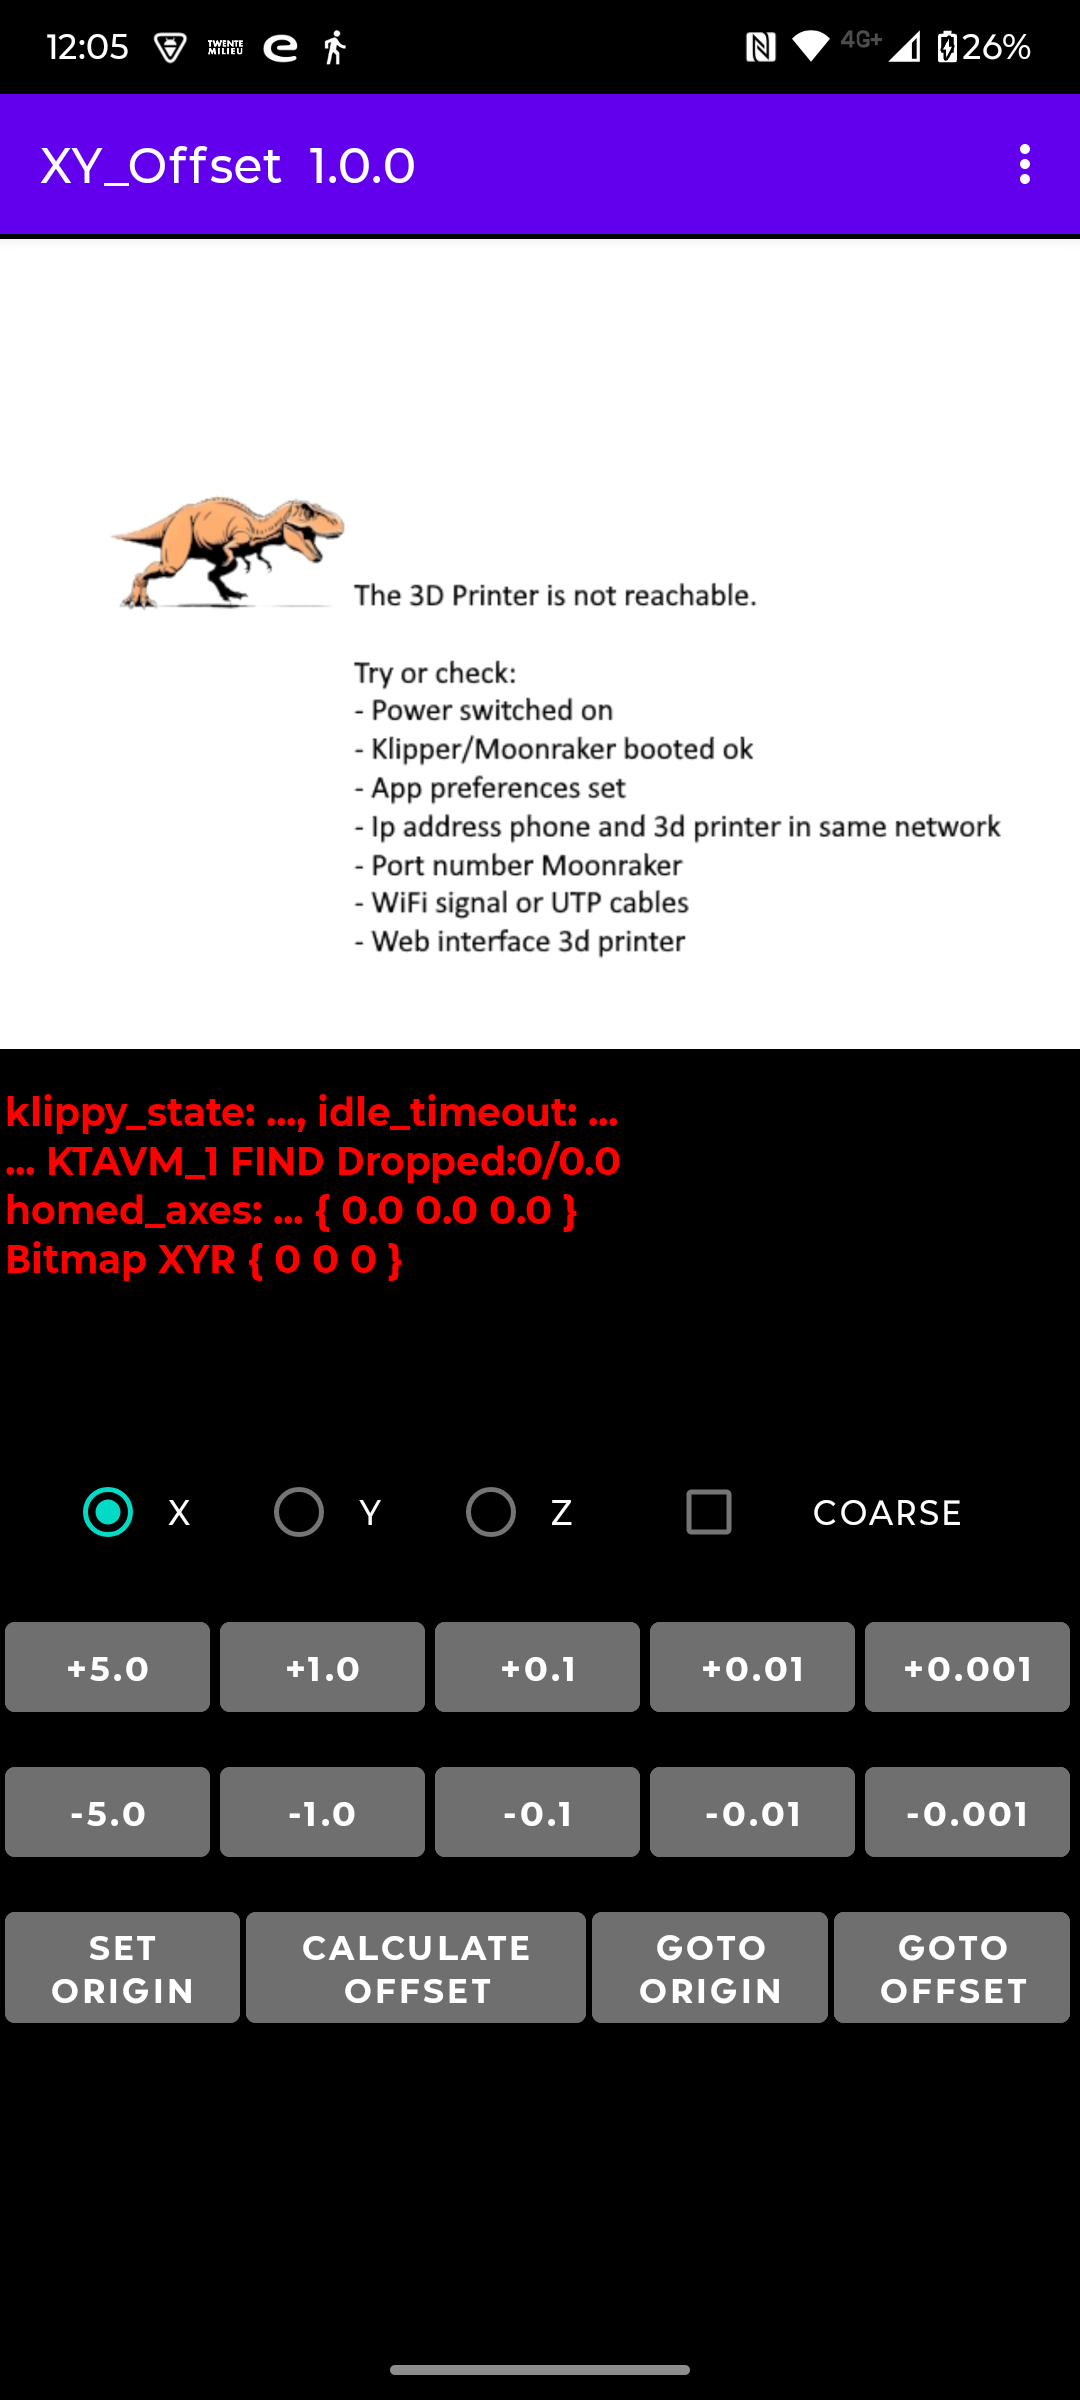 12:05 TWENTE MILIEU 4G+ 26%
XY_Offset 1.0.0
The 3D Printer is not reachable.
Try or check:
- Power switched on
- Klipper/Moonraker booted ok
- App preferences set
- Ip address phone and 3d printer in same network
- Port number Moonraker
- WiFi signal or UTP cables
- Web interface 3d printer
klippy_state: ..., idle_timeout: ...
... KTAVM_1 FIND Dropped:0/0.0
homed_axes: ... { 0.0 0.0 0.0 }
Bitmap XYR { 0 0 0 }
X Y Z COARSE
+5.0 +1.0 +0.1 +0.01 +0.001
-5.0 -1.0 -0.1 -0.01 -0.001
SET ORIGIN
CALCULATE OFFSET
GOTO ORIGIN
GOTO OFFSET